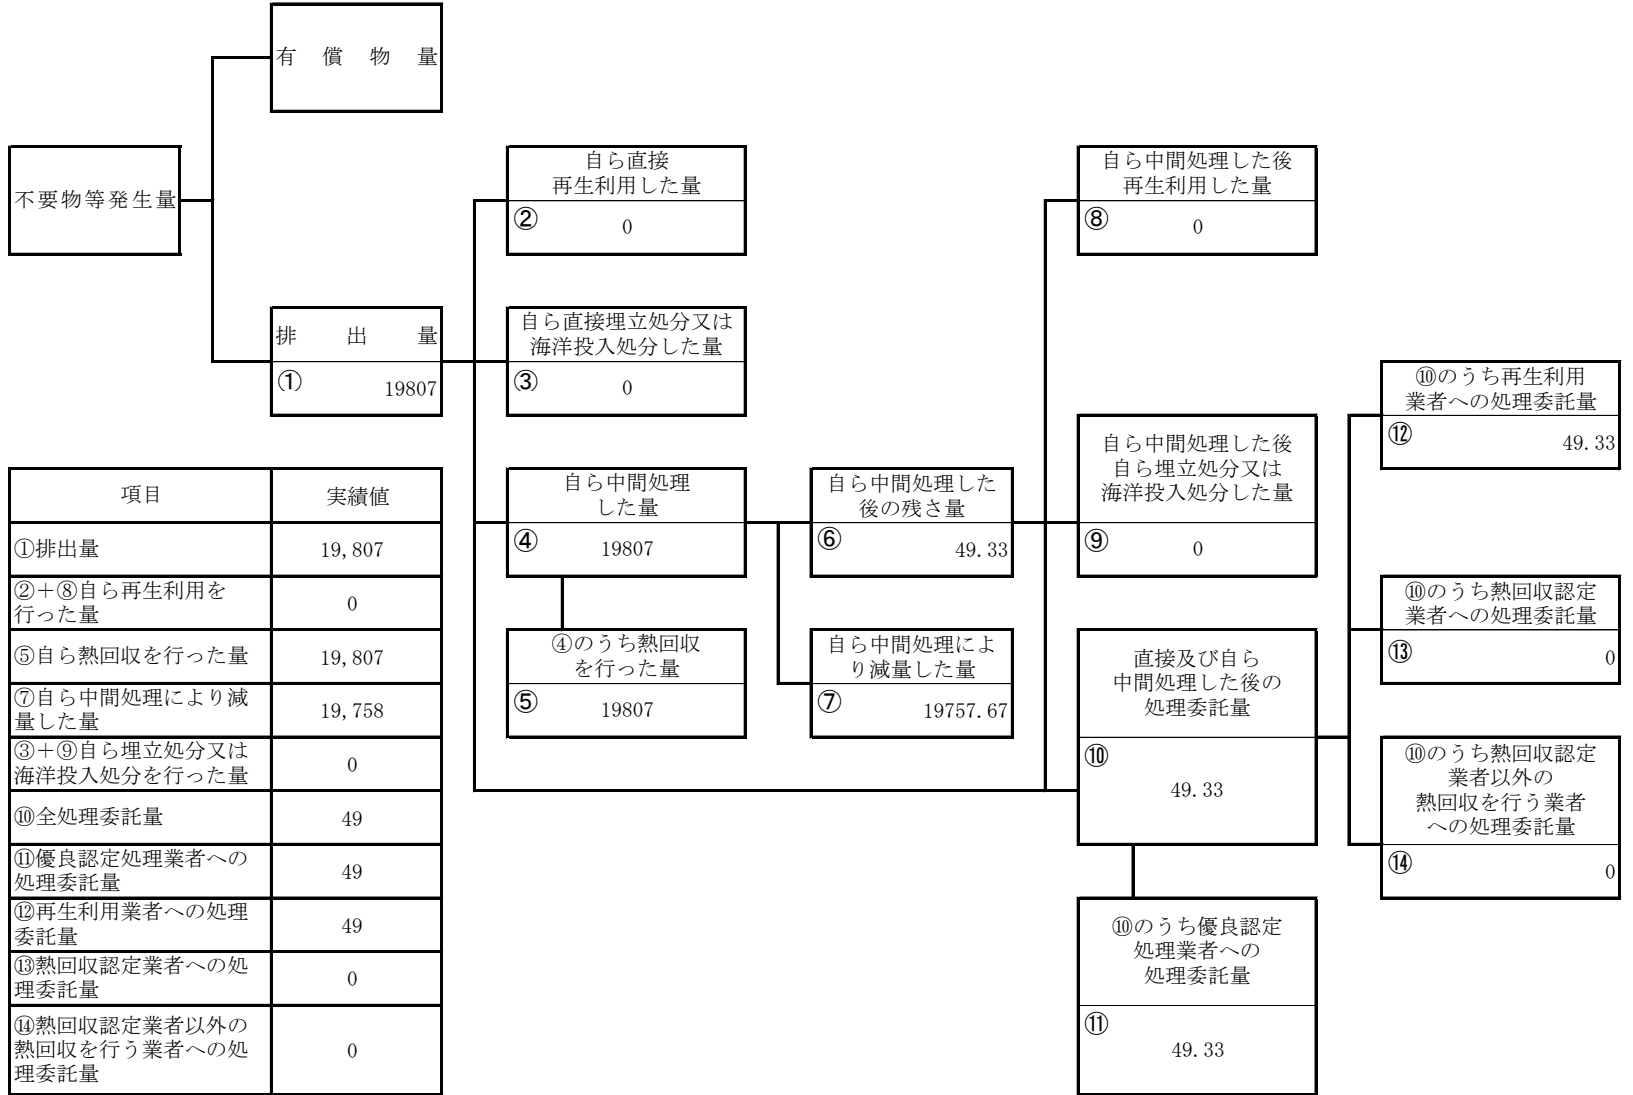 有償物量
不要物等発生量
排出量
① 19807
自ら直接
再生利用した量
② 0
自ら直接埋立処分又は
海洋投入処分した量
③ 0
自ら中間処理
した量
④ 19807
④のうち熱回収
を行った量
⑤ 19807
自ら中間処理した
後の残さ量
⑥ 49.33
自ら中間処理によ
り減量した量
⑦ 19757.67
自ら中間処理した後
再生利用した量
⑧ 0
自ら中間処理した後
自ら埋立処分又は
海洋投入処分した量
⑨ 0
直接及び自ら
中間処理した後の
処理委託量
⑩
49.33
⑩のうち優良認定
処理業者への
処理委託量
⑪
49.33
⑩のうち再生利用
業者への処理委託量
⑫ 49.33
⑩のうち熱回収認定
業者への処理委託量
⑬ 0
⑩のうち熱回収認定
業者以外の
熱回収を行う業者
への処理委託量
⑭ 0
項目 実績値
①排出量 19,807
②+⑧自ら再生利用を
行った量 0
⑤自ら熱回収を行った量 19,807
⑦自ら中間処理により減
量した量 19,758
③+⑨自ら埋立処分又は
海洋投入処分を行った量 0
⑩全処理委託量 49
⑪優良認定処理業者への
処理委託量 49
⑫再生利用業者への処理
委託量 49
⑬熱回収認定業者への処
理委託量 0
⑭熱回収認定業者以外の
熱回収を行う業者への処
理委託量 0